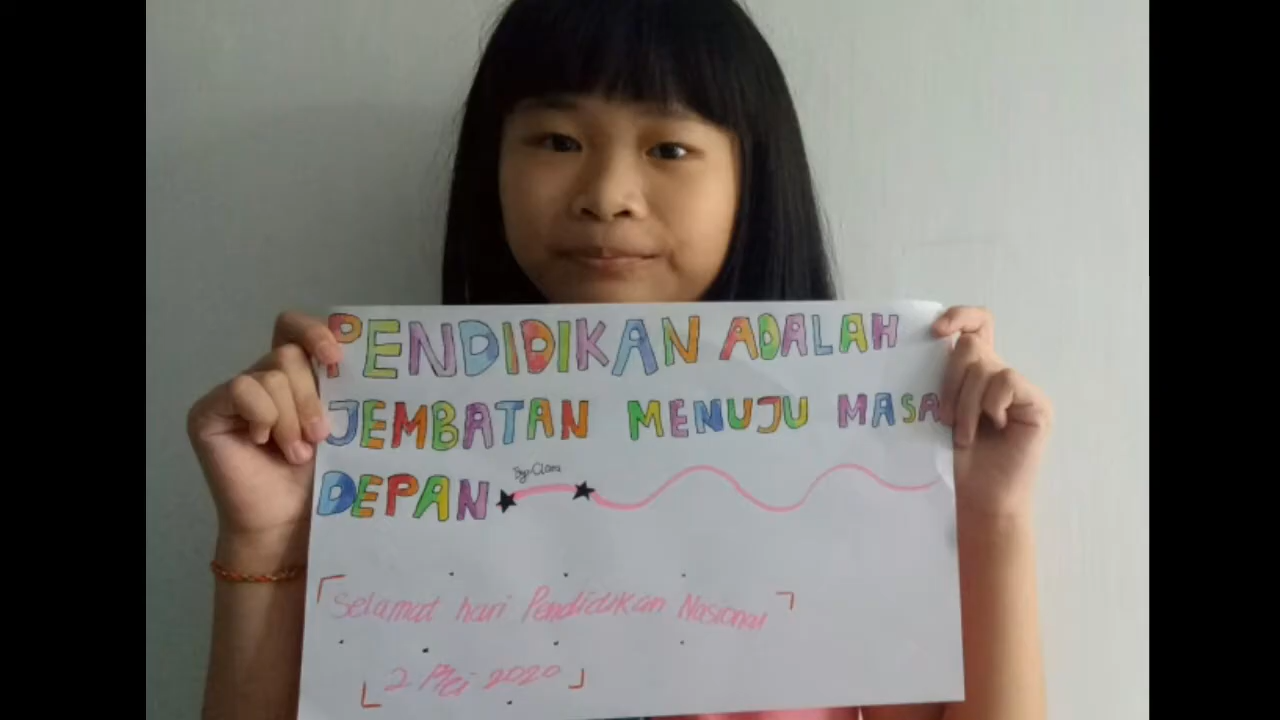 PENDIDIKAN ADALAH
JEMBATAN MENUJU MASA
DEPAN
Selamat hari Pendidikan Nasional
2 Mei 2020